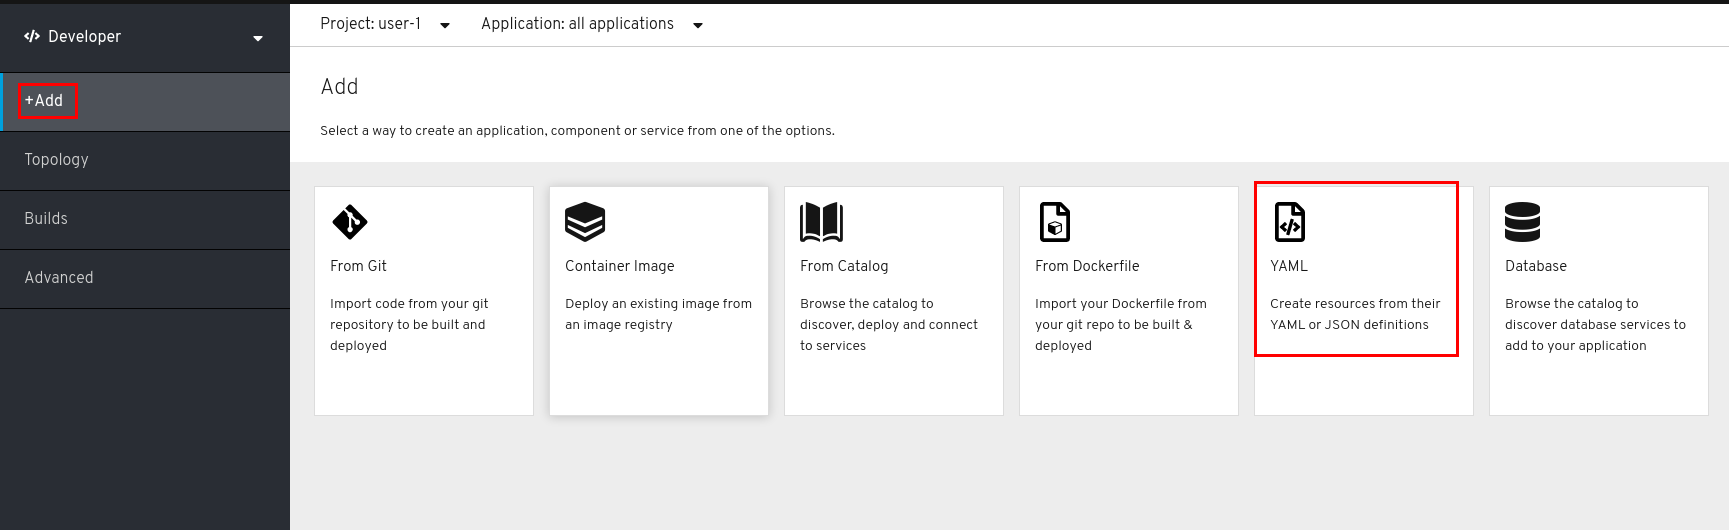 Developer
Project: user-1
Application: all applications
+Add
Add
Select a way to create an application, component or service from one of the options.
Topology
Builds
Advanced
From Git
Import code from your git
repository to be built and
deployed
Container Image
Deploy an existing image from
an image registry
From Catalog
Browse the catalog to
discover, deploy and connect
to services
From Dockerfile
Import your Dockerfile from
your git repo to be built &
deployed
YAML
Create resources from their
YAML or JSON definitions
Database
Browse the catalog to
discover database services to
add to your application